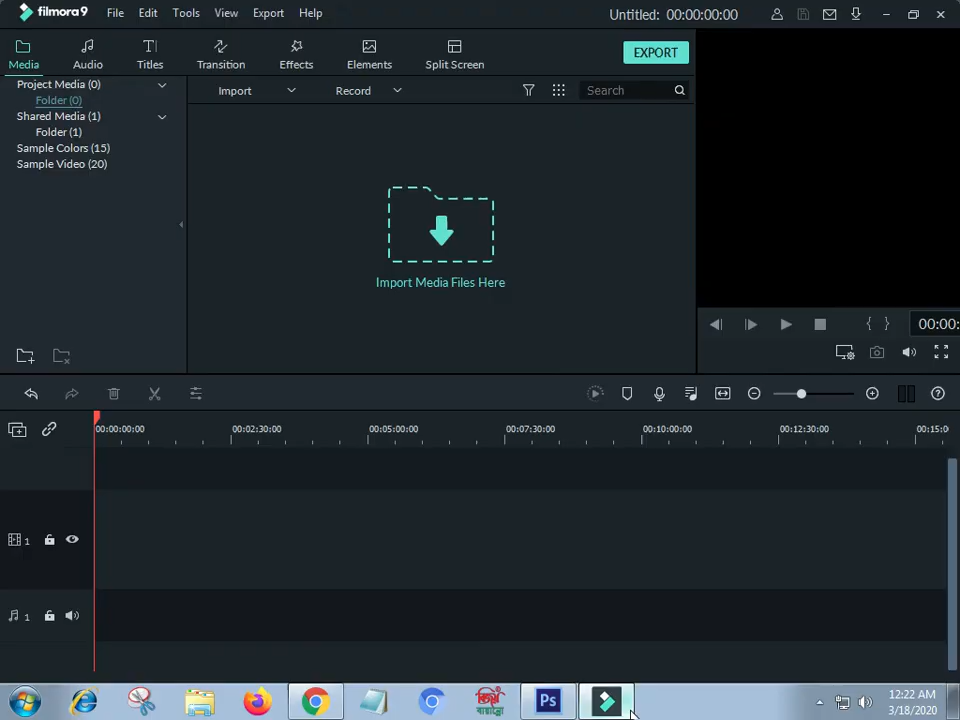 filmora9 File Edit Tools View Export Help Untitled: 00:00:00:00
Media Audio Titles Transition Effects Elements Split Screen EXPORT
Project Media (0)
Folder (0)
Shared Media (1)
Folder (1)
Sample Colors (15)
Sample Video (20)
Import Record Search
Import Media Files Here
{ } 00:00:
00:00:00:00 00:02:30:00 00:05:00:00 00:07:30:00 00:10:00:00 00:12:30:00 00:15:0
1
1
Ps
12:22 AM
3/18/2020